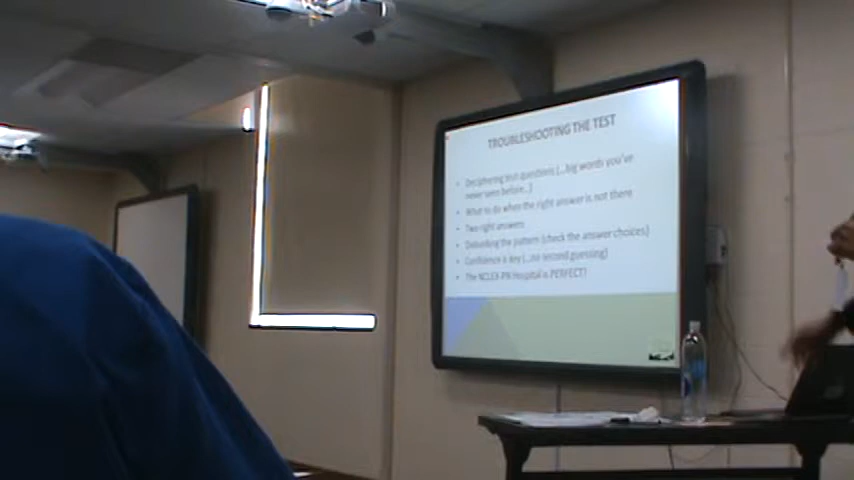 TROUBLESHOOTING THE TEST
• Deciphering test questions (...big words you've
never seen before...)
• What to do when the right answer is not there
• Two right answers
• Debunking the pattern (check the answer choices)
• Confidence is key (...no second guessing)
• The NCLEX-PN Hospital is PERFECT!